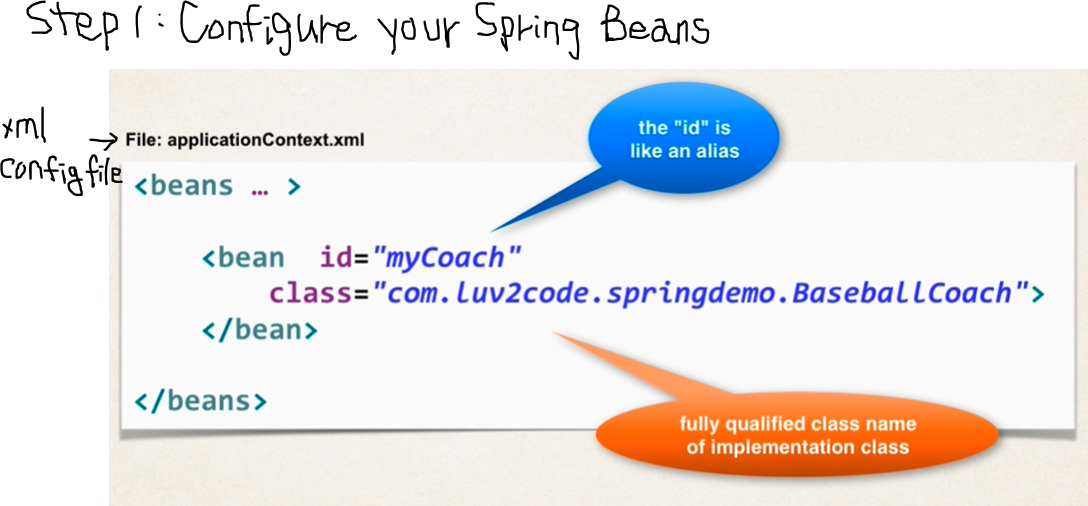 Step 1: Configure your Spring Beans
xml
config file
→ File: applicationContext.xml
the "id" is
like an alias
<beans … >
<bean id="myCoach"
class="com.luv2code.springdemo.BaseballCoach">
</bean>
</beans>
fully qualified class name
of implementation class